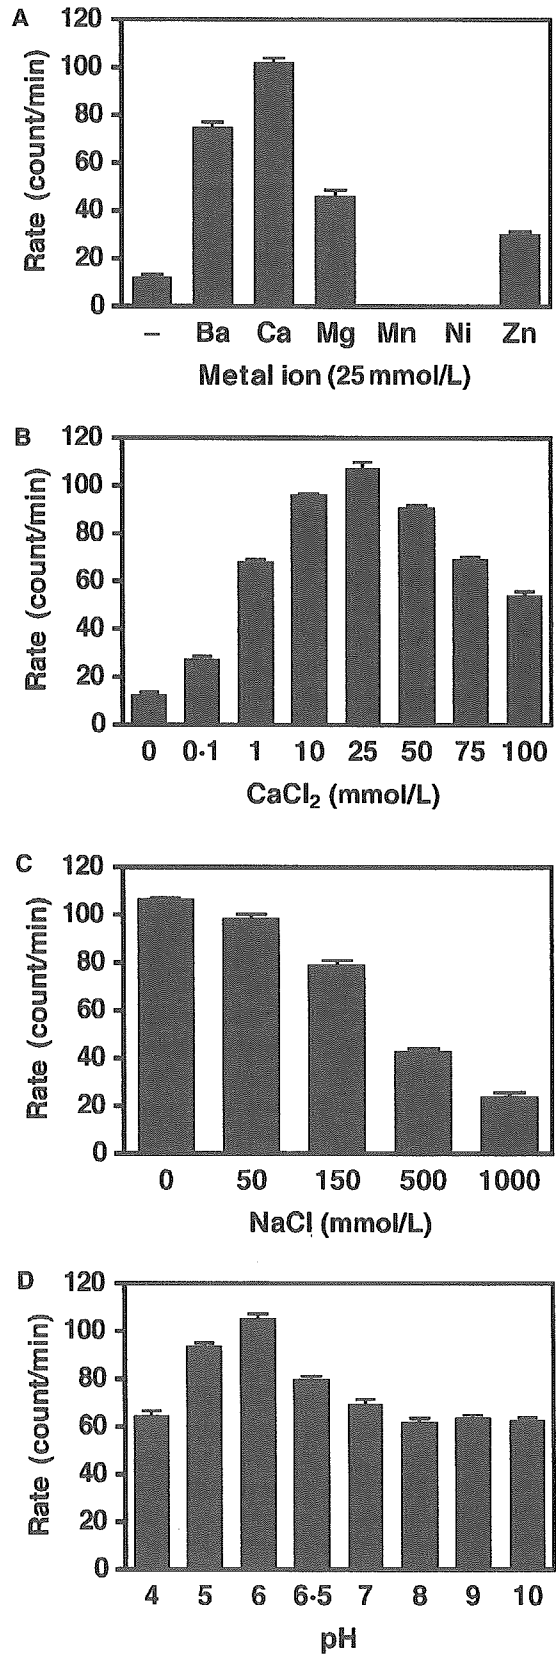 A
120
100
80
60
40
20
0
Rate (count/min)
– Ba Ca Mg Mn Ni Zn
Metal ion (25 mmol/L)
B
120
100
80
60
40
20
0
Rate (count/min)
0 0·1 1 10 25 50 75 100
CaCl₂ (mmol/L)
C
120
100
80
60
40
20
0
Rate (count/min)
0 50 150 500 1000
NaCl (mmol/L)
D
120
100
80
60
40
20
0
Rate (count/min)
4 5 6 6·5 7 8 9 10
pH